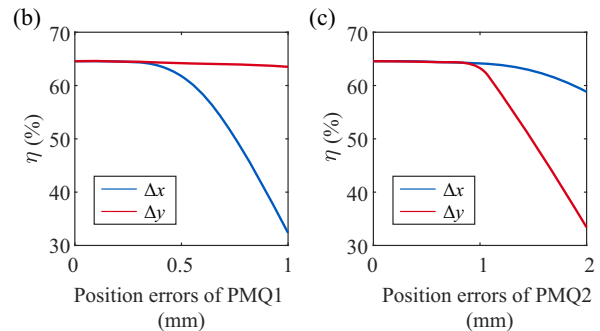 (b)
70
60
50
40
30
η (%)
Δx
Δy
0
0.5
1
Position errors of PMQ1
(mm)
(c)
70
60
50
40
30
η (%)
Δx
Δy
0
1
2
Position errors of PMQ2
(mm)